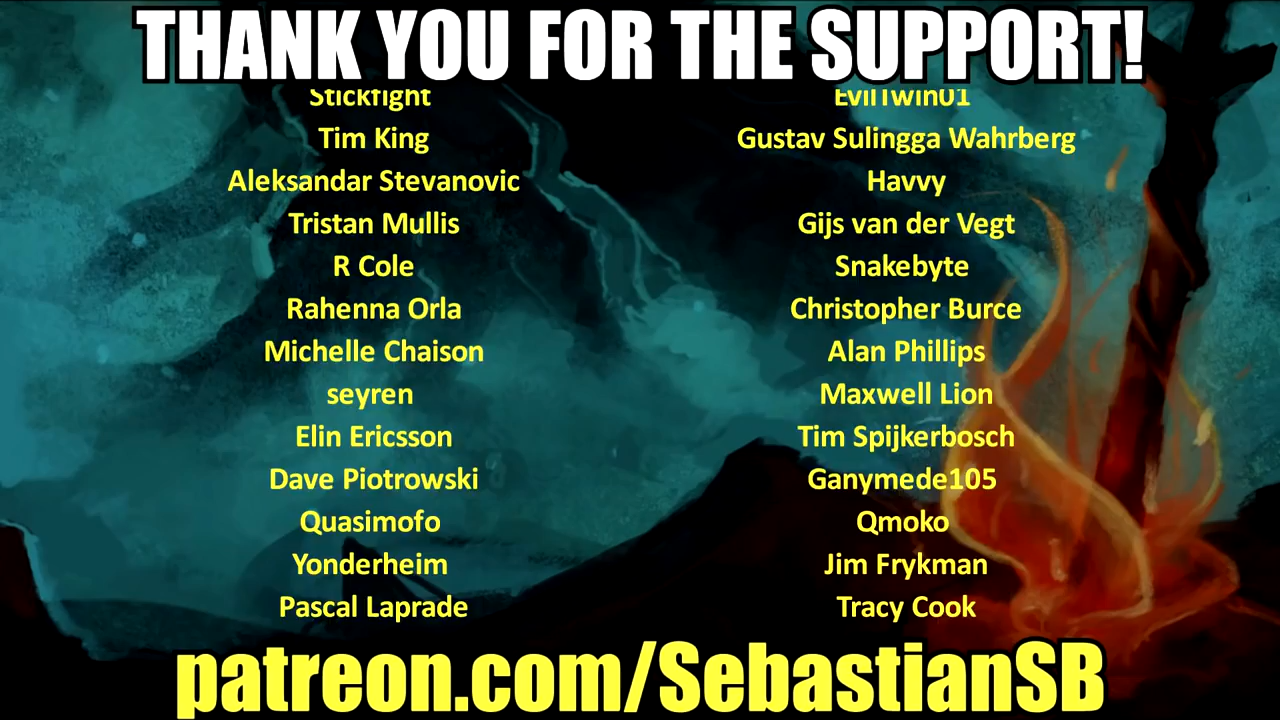 THANK YOU FOR THE SUPPORT!
Stickfight
Tim King
Aleksandar Stevanovic
Tristan Mullis
R Cole
Rahenna Orla
Michelle Chaison
seyren
Elin Ericsson
Dave Piotrowski
Quasimofo
Yonderheim
Pascal Laprade
EvilTwin01
Gustav Sulingga Wahrberg
Havvy
Gijs van der Vegt
Snakebyte
Christopher Burce
Alan Phillips
Maxwell Lion
Tim Spijkerbosch
Ganymede105
Qmoko
Jim Frykman
Tracy Cook
patreon.com/SebastianSB